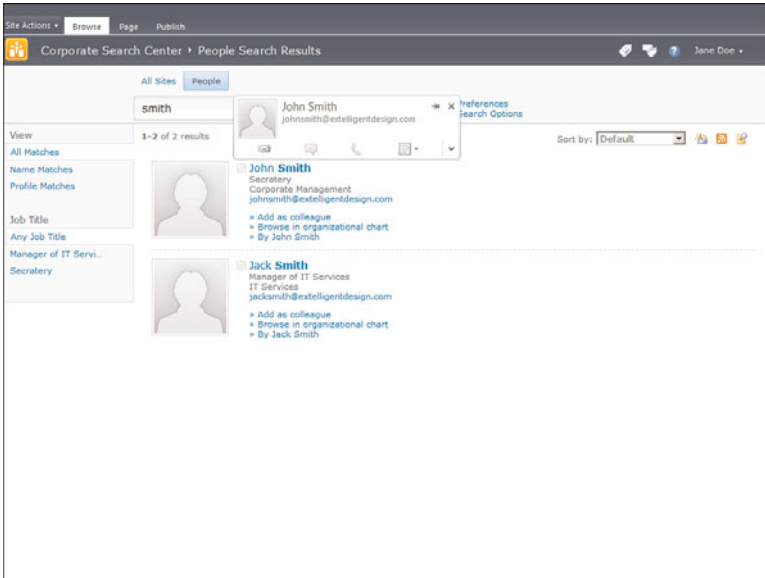 Site Actions Browse Page Publish
Corporate Search Center People Search Results Jane Doe
All Sites People
smith
John Smith
johnsmith@extelligentdesign.com
references
Search Options
View
1-2 of 2 results
Sort by: Default
All Matches
Name Matches
Profile Matches
Job Title
Any Job Title
Manager of IT Servi...
Secratery
John Smith
Secratery
Corporate Management
johnsmith@extelligentdesign.com
» Add as colleague
» Browse in organizational chart
» By John Smith
Jack Smith
Manager of IT Services
IT Services
jacksmith@extelligentdesign.com
» Add as colleague
» Browse in organizational chart
» By Jack Smith